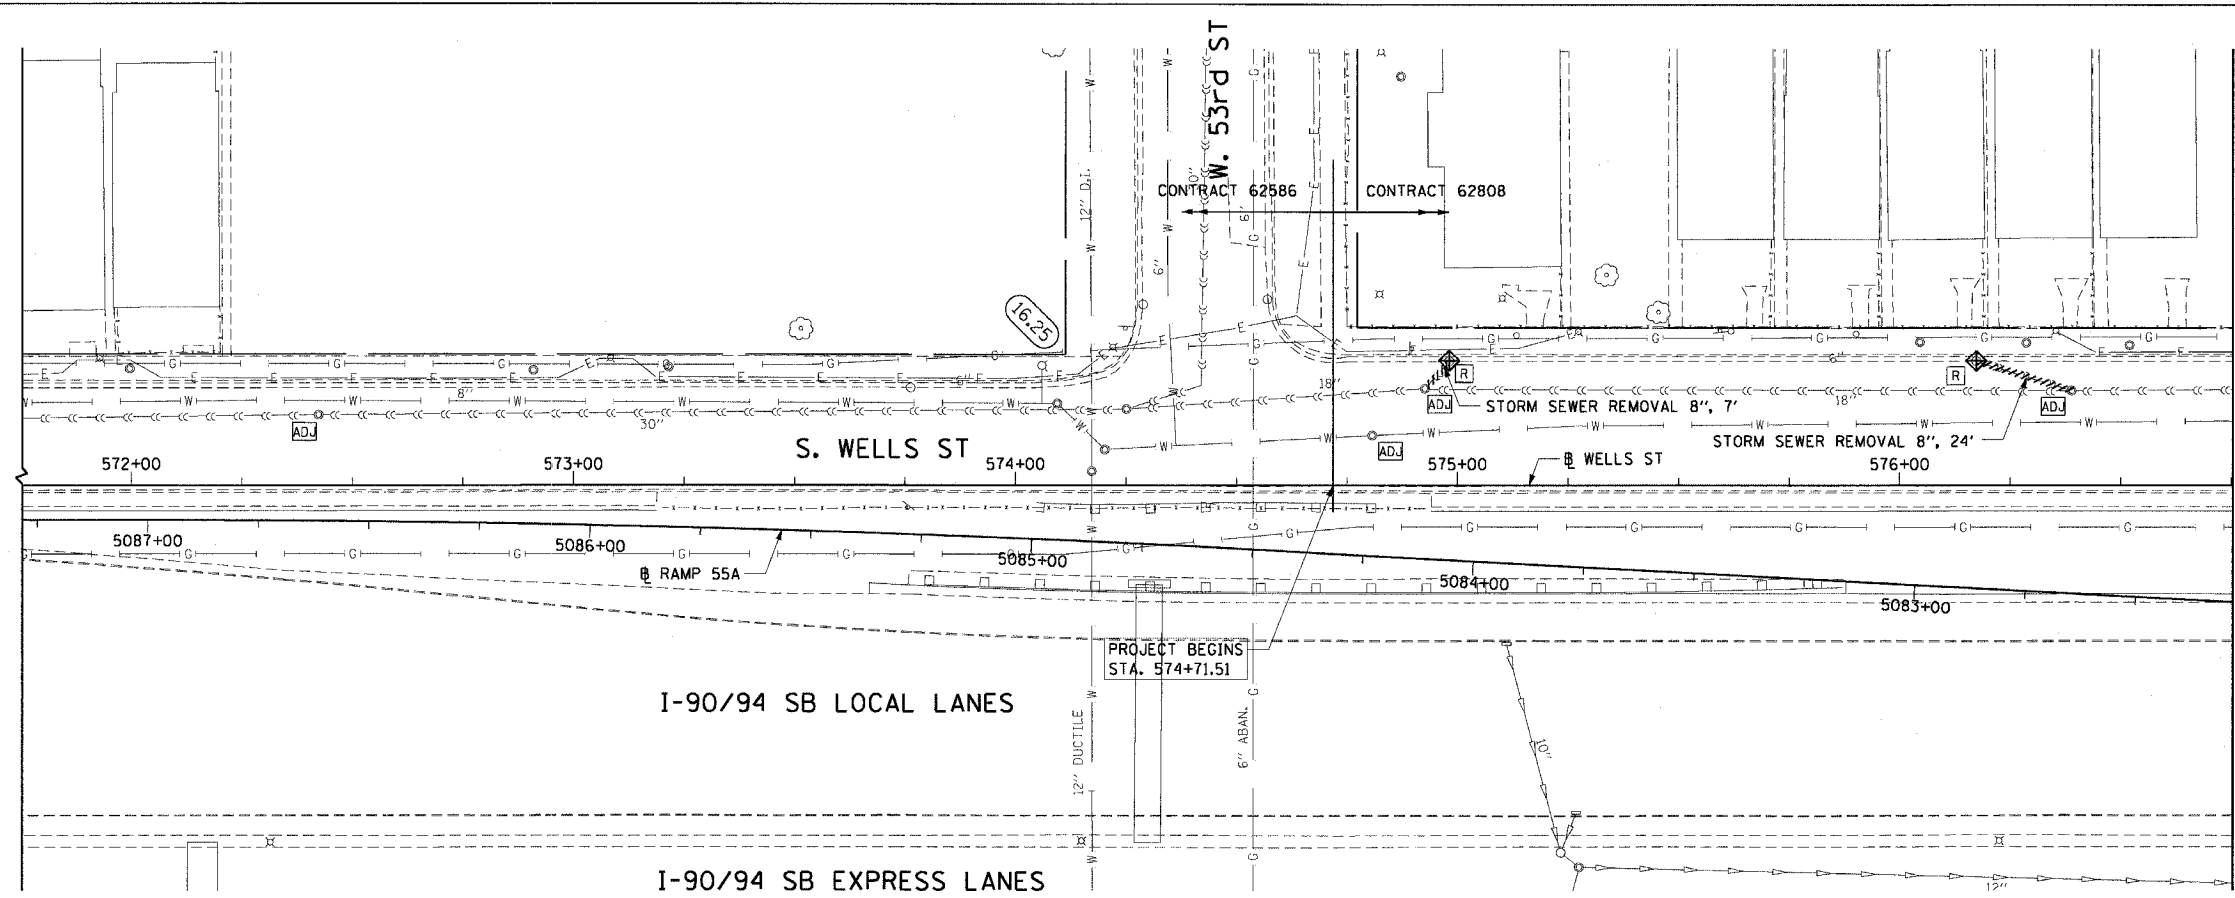 W. 53rd ST
CONTRACT 62586
CONTRACT 62808
12" D.I.
6"
10"
6"
16.25
8"
6"
30"
18"
6"
18"
ADJ
R
ADJ
STORM SEWER REMOVAL 8", 7'
R
ADJ
STORM SEWER REMOVAL 8", 24'
ADJ
S. WELLS ST
572+00
573+00
574+00
575+00
576+00
℄ WELLS ST
5087+00
5086+00
5085+00
5084+00
5083+00
℄ RAMP 55A
PROJECT BEGINS
STA. 574+71.51
I-90/94 SB LOCAL LANES
12" DUCTILE
6" ABAN.
10"
I-90/94 SB EXPRESS LANES
12"